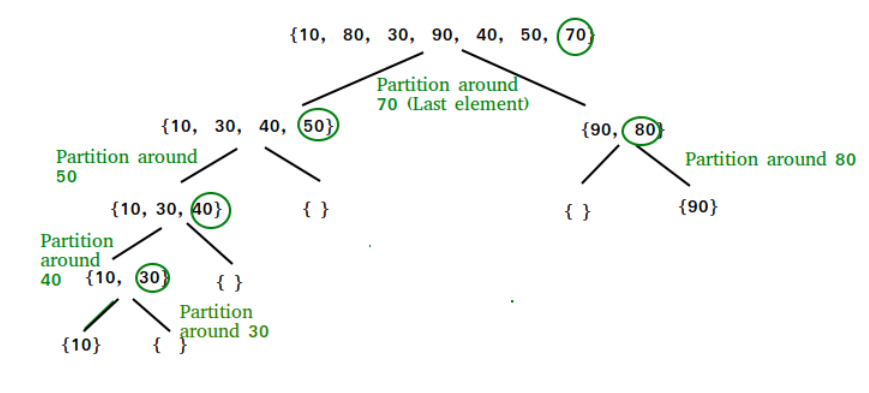 {10, 80, 30, 90, 40, 50, 70}
Partition around
70 (Last element)
{10, 30, 40, 50}
{90, 80}
Partition around
50
Partition around 80
{10, 30, 40}
{ }
{ }
{90}
Partition
around
40
{10, 30}
{ }
Partition
around 30
{10}
{ }